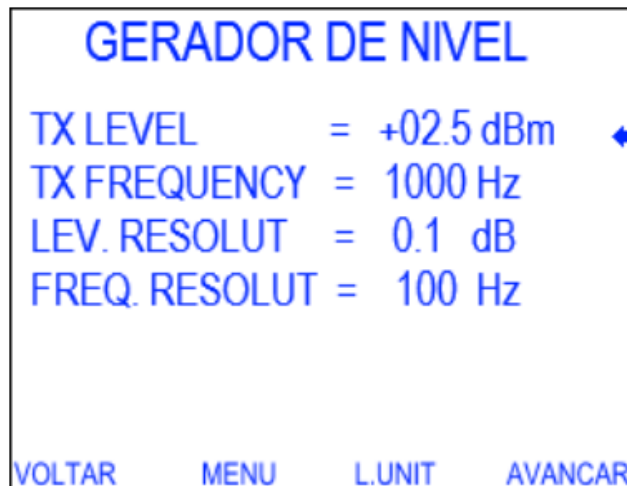 GERADOR DE NIVEL
TX LEVEL = +02.5 dBm
TX FREQUENCY = 1000 Hz
LEV. RESOLUT = 0.1 dB
FREQ. RESOLUT = 100 Hz
VOLTAR MENU L.UNIT AVANCAR